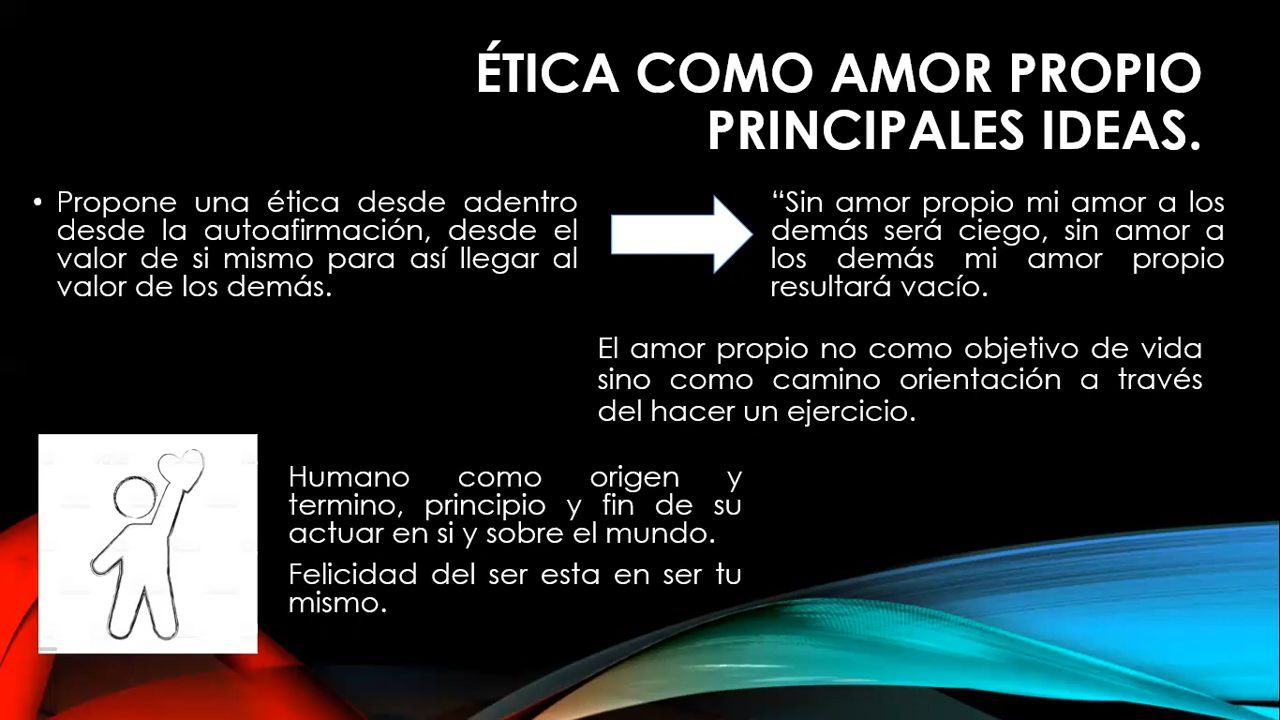 ÉTICA COMO AMOR PROPIO
PRINCIPALES IDEAS.
• Propone una ética desde adentro
desde la autoafirmación, desde el
valor de si mismo para así llegar al
valor de los demás.
“Sin amor propio mi amor a los
demás será ciego, sin amor a
los demás mi amor propio
resultará vacío.
El amor propio no como objetivo de vida
sino como camino orientación a través
del hacer un ejercicio.
Humano como origen y
termino, principio y fin de su
actuar en si y sobre el mundo.
Felicidad del ser esta en ser tu
mismo.